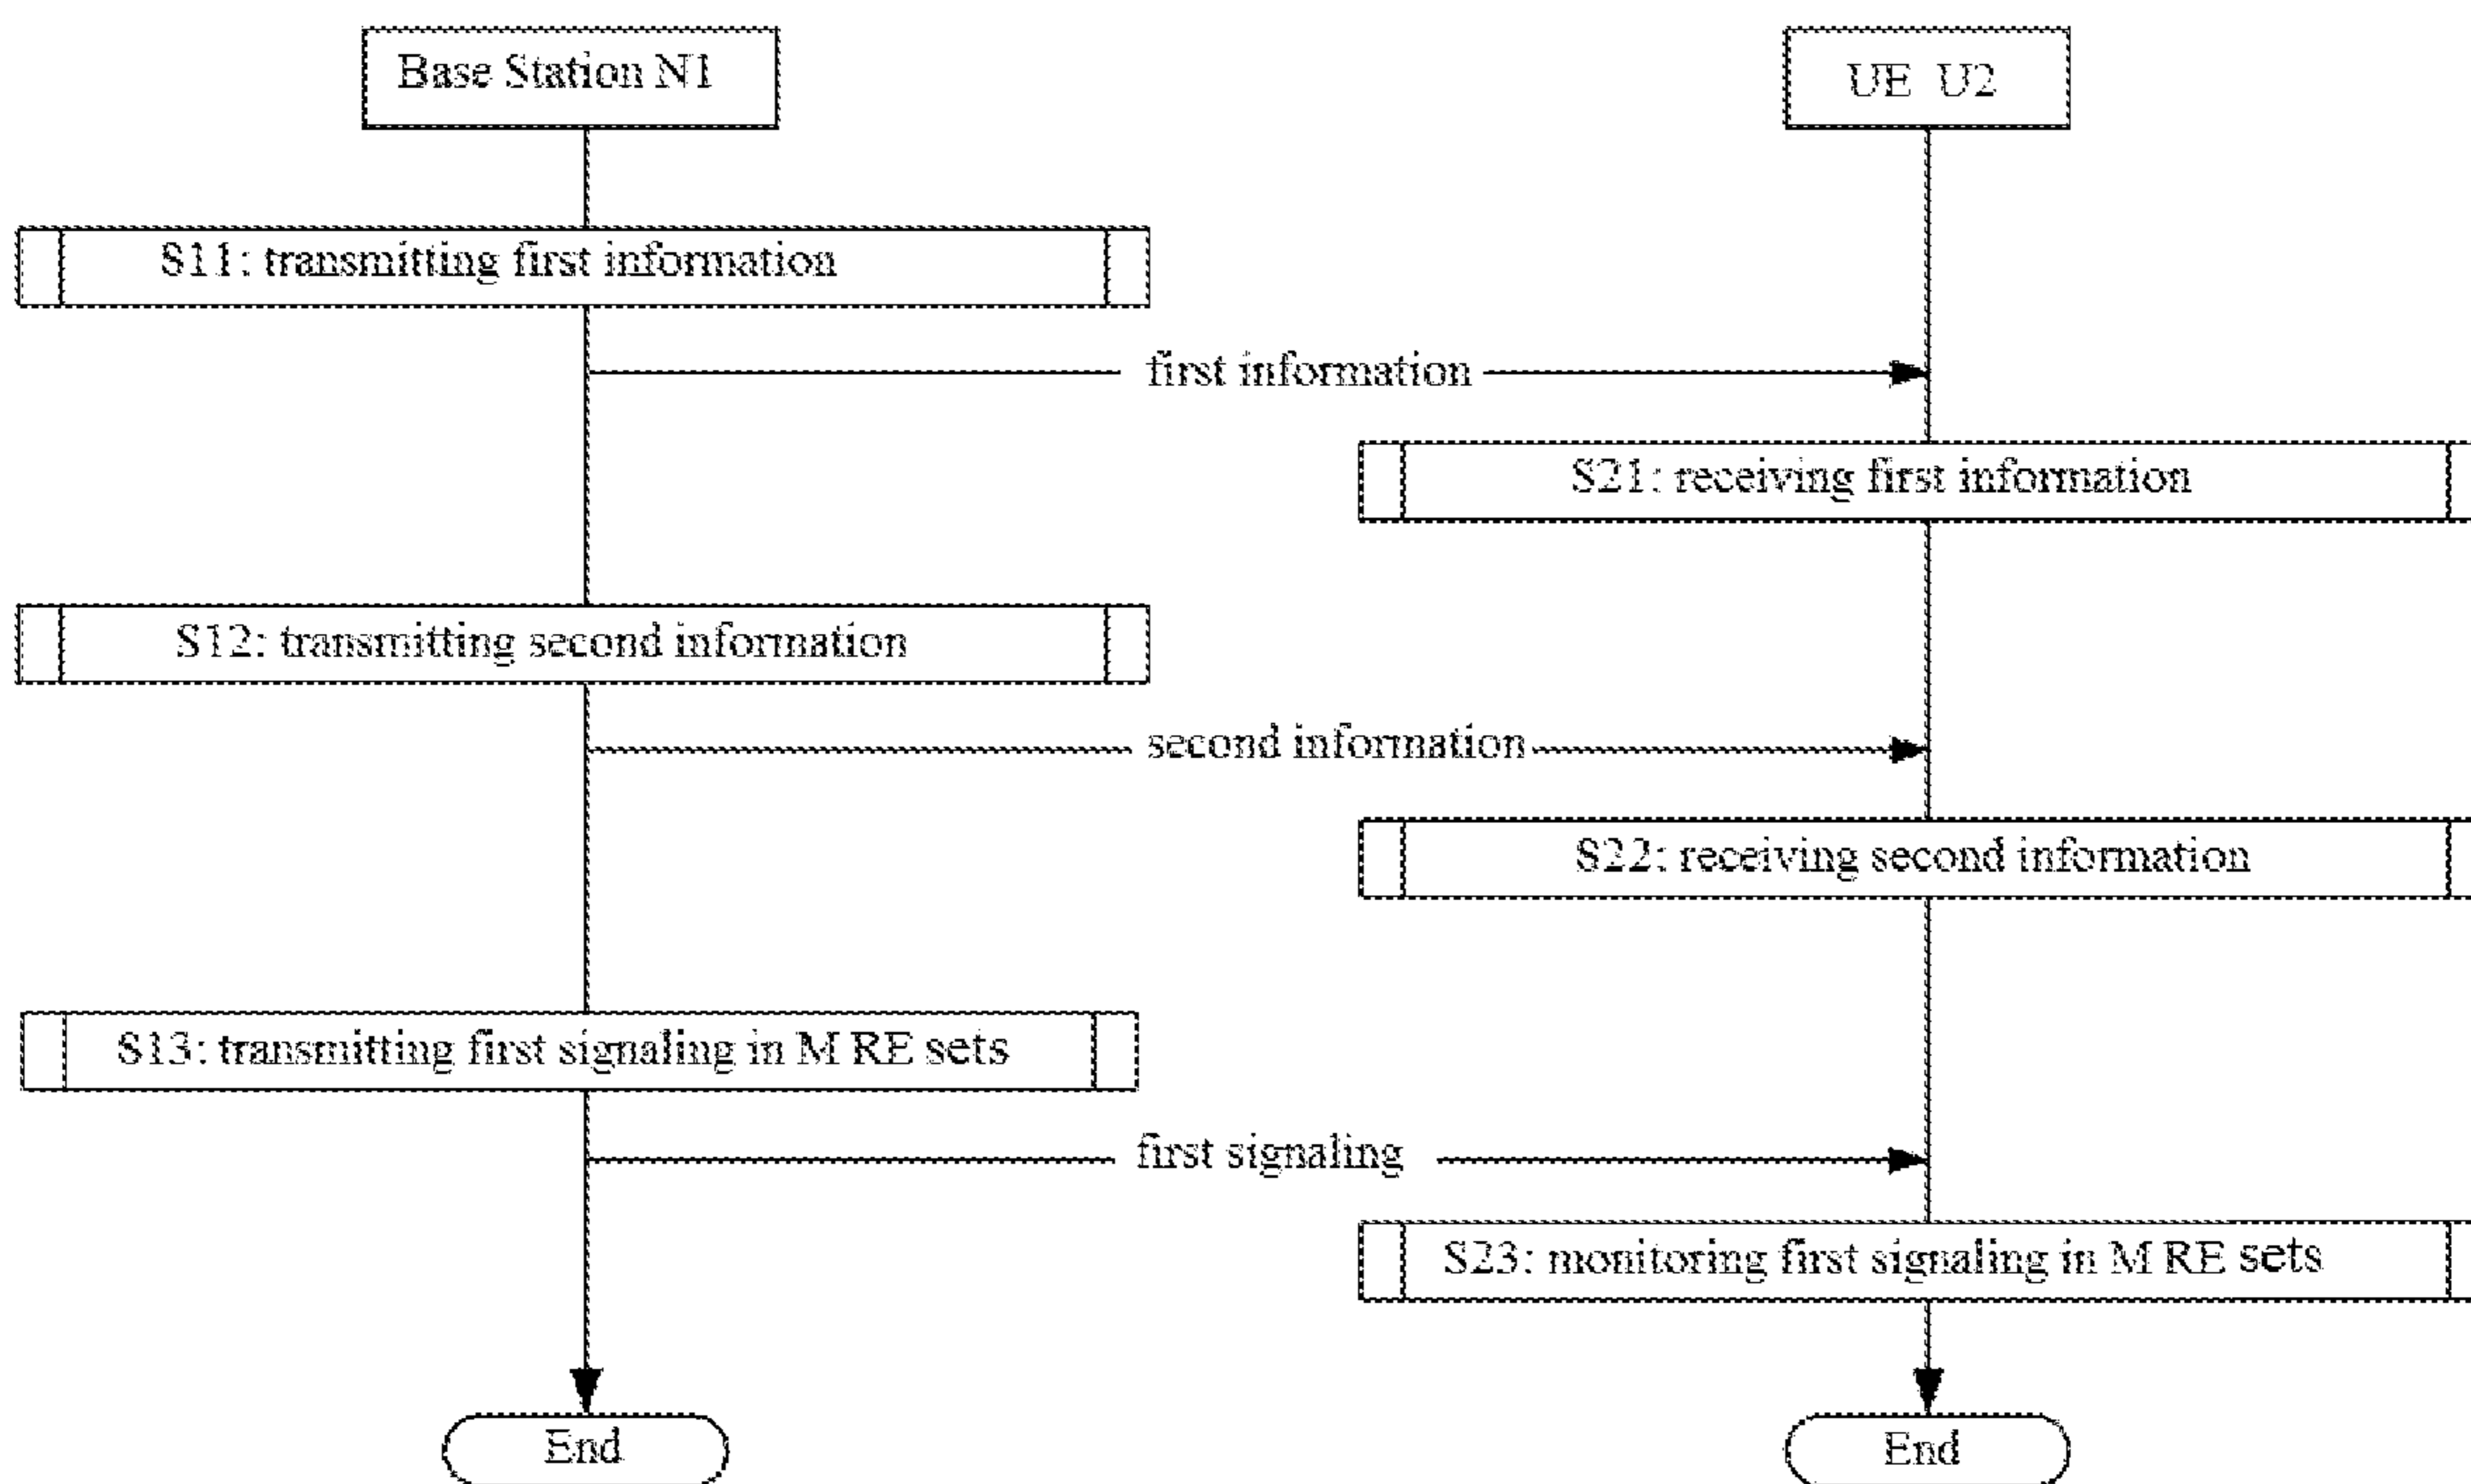 Base Station N1
UE U2
S11: transmitting first information
first information
S21: receiving first information
S12: transmitting second information
second information
S22: receiving second information
S13: transmitting first signaling in M RE sets
first signaling
S23: monitoring first signaling in M RE sets
End
End